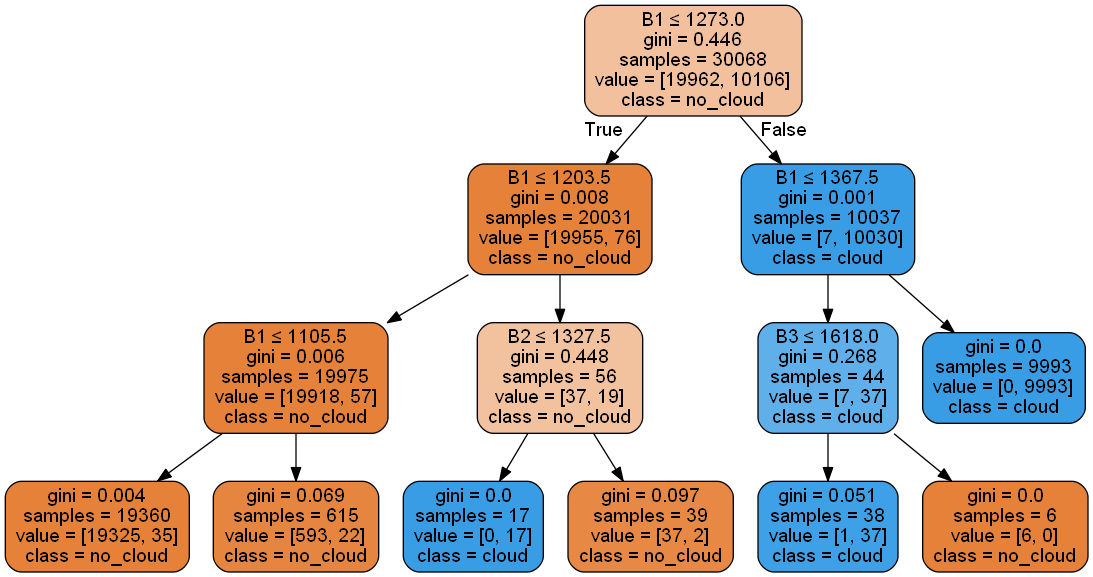 B1 ≤ 1273.0
gini = 0.446
samples = 30068
value = [19962, 10106]
class = no_cloud
True
False
B1 ≤ 1203.5
gini = 0.008
samples = 20031
value = [19955, 76]
class = no_cloud
B1 ≤ 1367.5
gini = 0.001
samples = 10037
value = [7, 10030]
class = cloud
B1 ≤ 1105.5
gini = 0.006
samples = 19975
value = [19918, 57]
class = no_cloud
B2 ≤ 1327.5
gini = 0.448
samples = 56
value = [37, 19]
class = no_cloud
B3 ≤ 1618.0
gini = 0.268
samples = 44
value = [7, 37]
class = cloud
gini = 0.0
samples = 9993
value = [0, 9993]
class = cloud
gini = 0.004
samples = 19360
value = [19325, 35]
class = no_cloud
gini = 0.069
samples = 615
value = [593, 22]
class = no_cloud
gini = 0.0
samples = 17
value = [0, 17]
class = cloud
gini = 0.097
samples = 39
value = [37, 2]
class = no_cloud
gini = 0.051
samples = 38
value = [1, 37]
class = cloud
gini = 0.0
samples = 6
value = [6, 0]
class = no_cloud